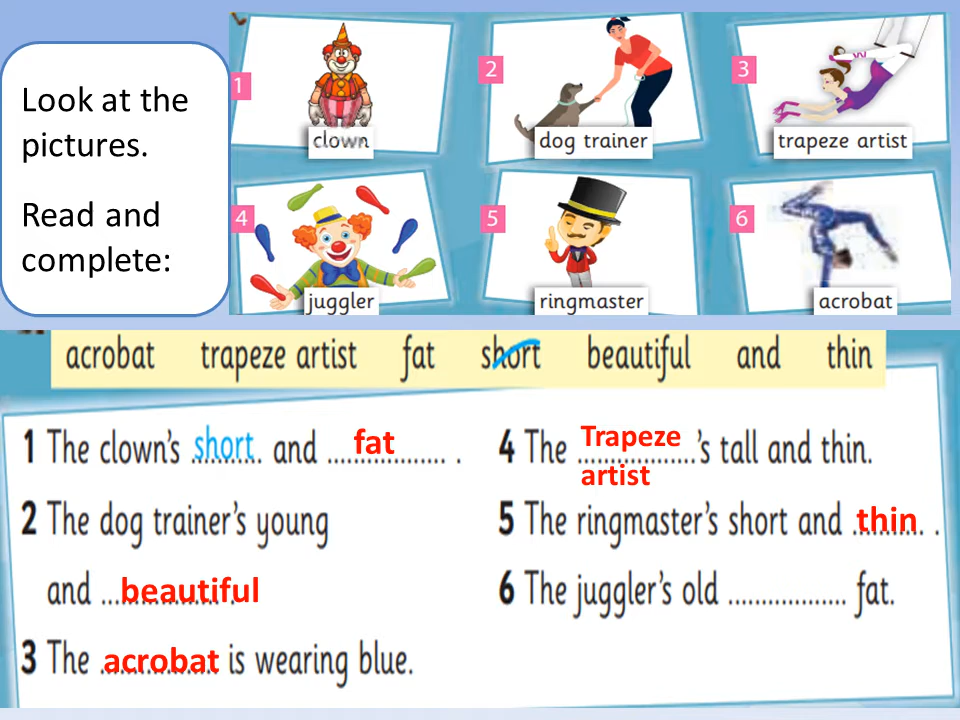 Look at the
pictures.
Read and
complete:
1
clown
2
dog trainer
3
trapeze artist
4
juggler
5
ringmaster
6
acrobat
acrobat trapeze artist fat short beautiful and thin
1 The clown's short and fat .
2 The dog trainer's young
and beautiful .
3 The acrobat is wearing blue.
4 The Trapeze
artist 's tall and thin.
5 The ringmaster's short and thin .
6 The juggler's old .................. fat.